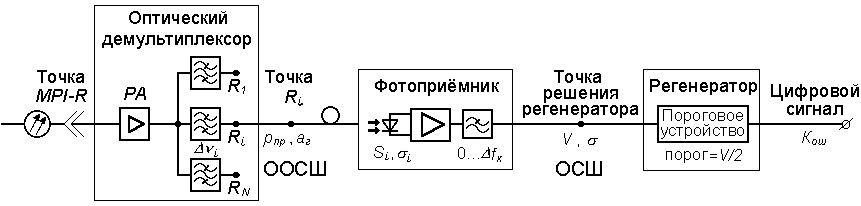 Оптический
демультиплексор
Точка
MPI-R
PA
R1
Ri
Δνi
RN
Точка
Ri
pпр , aг
ООСШ
Фотоприёмник
Si, σi
0...Δfк
Точка
решения
регенератора
V , σ
ОСШ
Регенератор
Пороговое
устройство
порог=V/2
Цифровой
сигнал
Kош